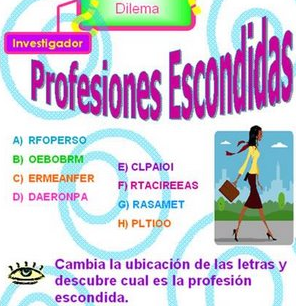 Dilema
Investigador
Profesiones Escondidas
A) RFOPERSO
B) OEBOBRM
C) ERMEANFER
D) DAERONPA
E) CLPAIOI
F) RTACIREEAS
G) RASAMET
H) PLTIOO
Cambia la ubicación de las letras y
descubre cual es la profesión
escondida.